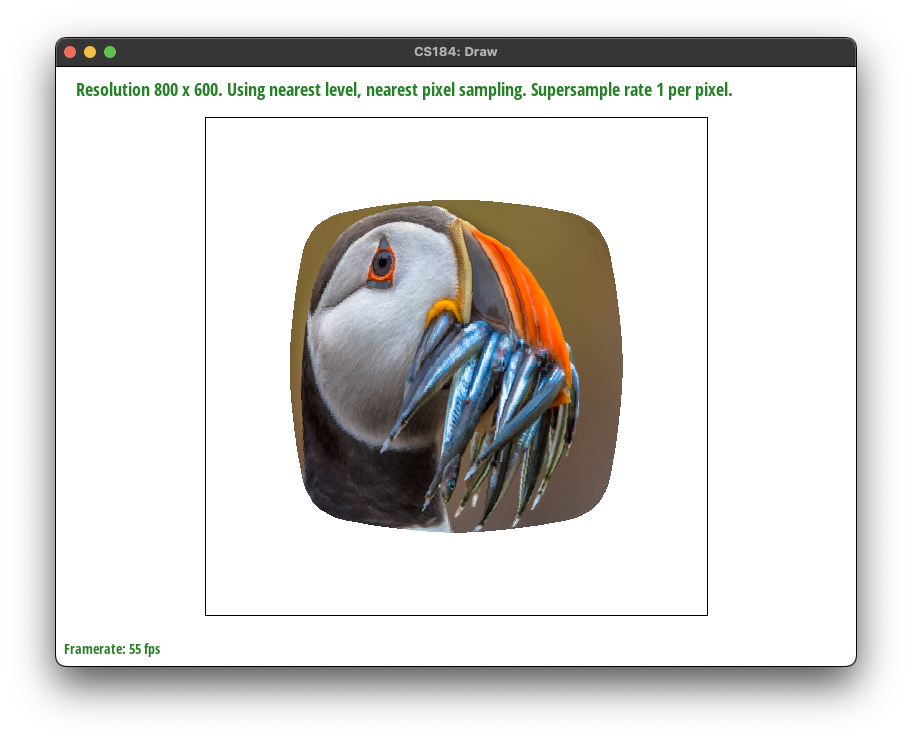 CS184: Draw
Resolution 800 x 600. Using nearest level, nearest pixel sampling. Supersample rate 1 per pixel.
Framerate: 55 fps